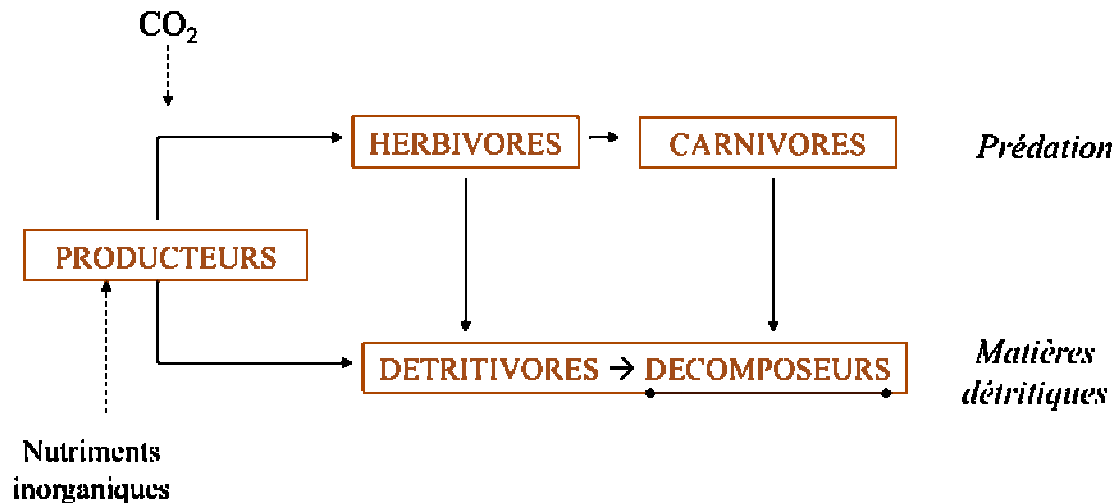 CO₂
HERBIVORES → CARNIVORES
Prédation
PRODUCTEURS
DETRITIVORES → DECOMPOSEURS
Matières
détritiques
Nutriments
inorganiques